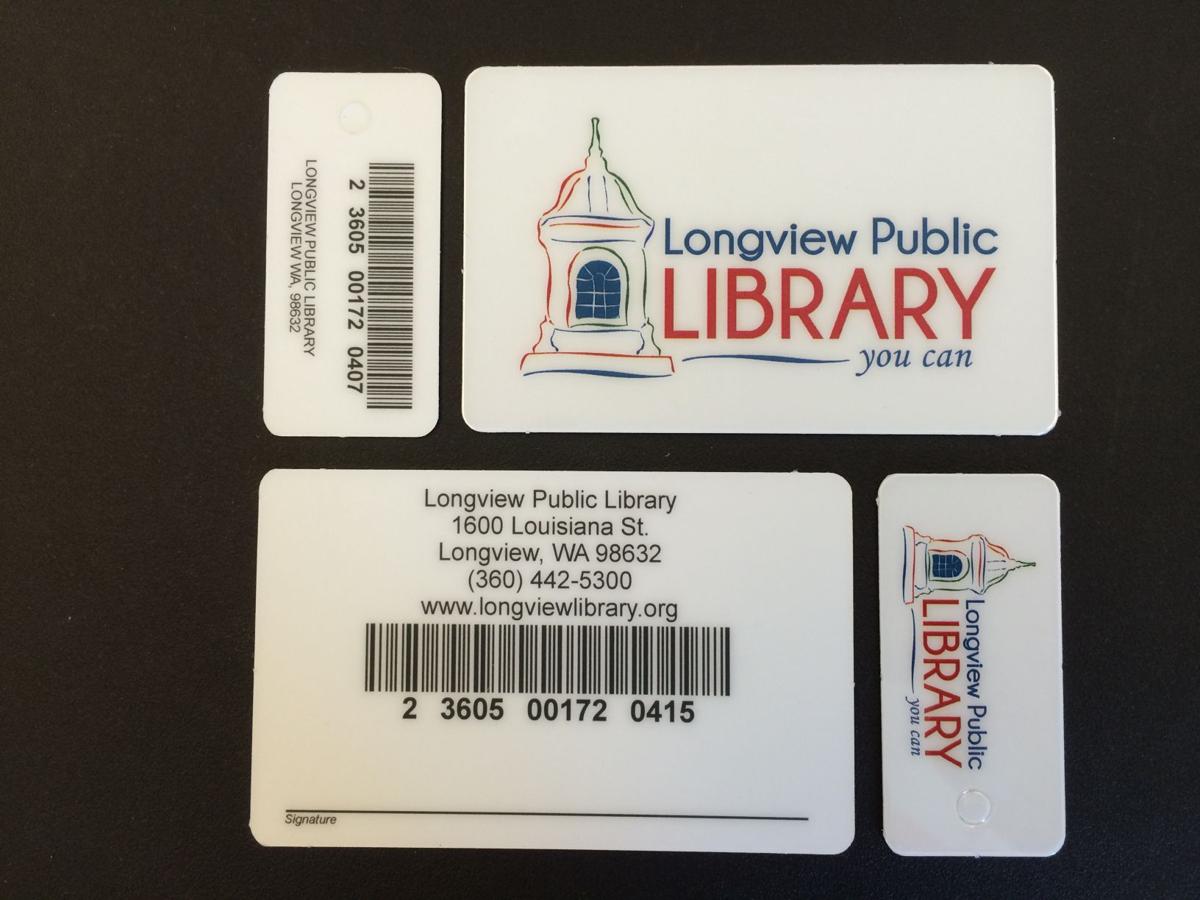 2 3605 00172 0407
LONGVIEW PUBLIC LIBRARY
LONGVIEW WA, 98632
Longview Public
LIBRARY
you can
Longview Public Library
1600 Louisiana St.
Longview, WA 98632
(360) 442-5300
www.longviewlibrary.org
2 3605 00172 0415
Signature
Longview Public
LIBRARY
you can